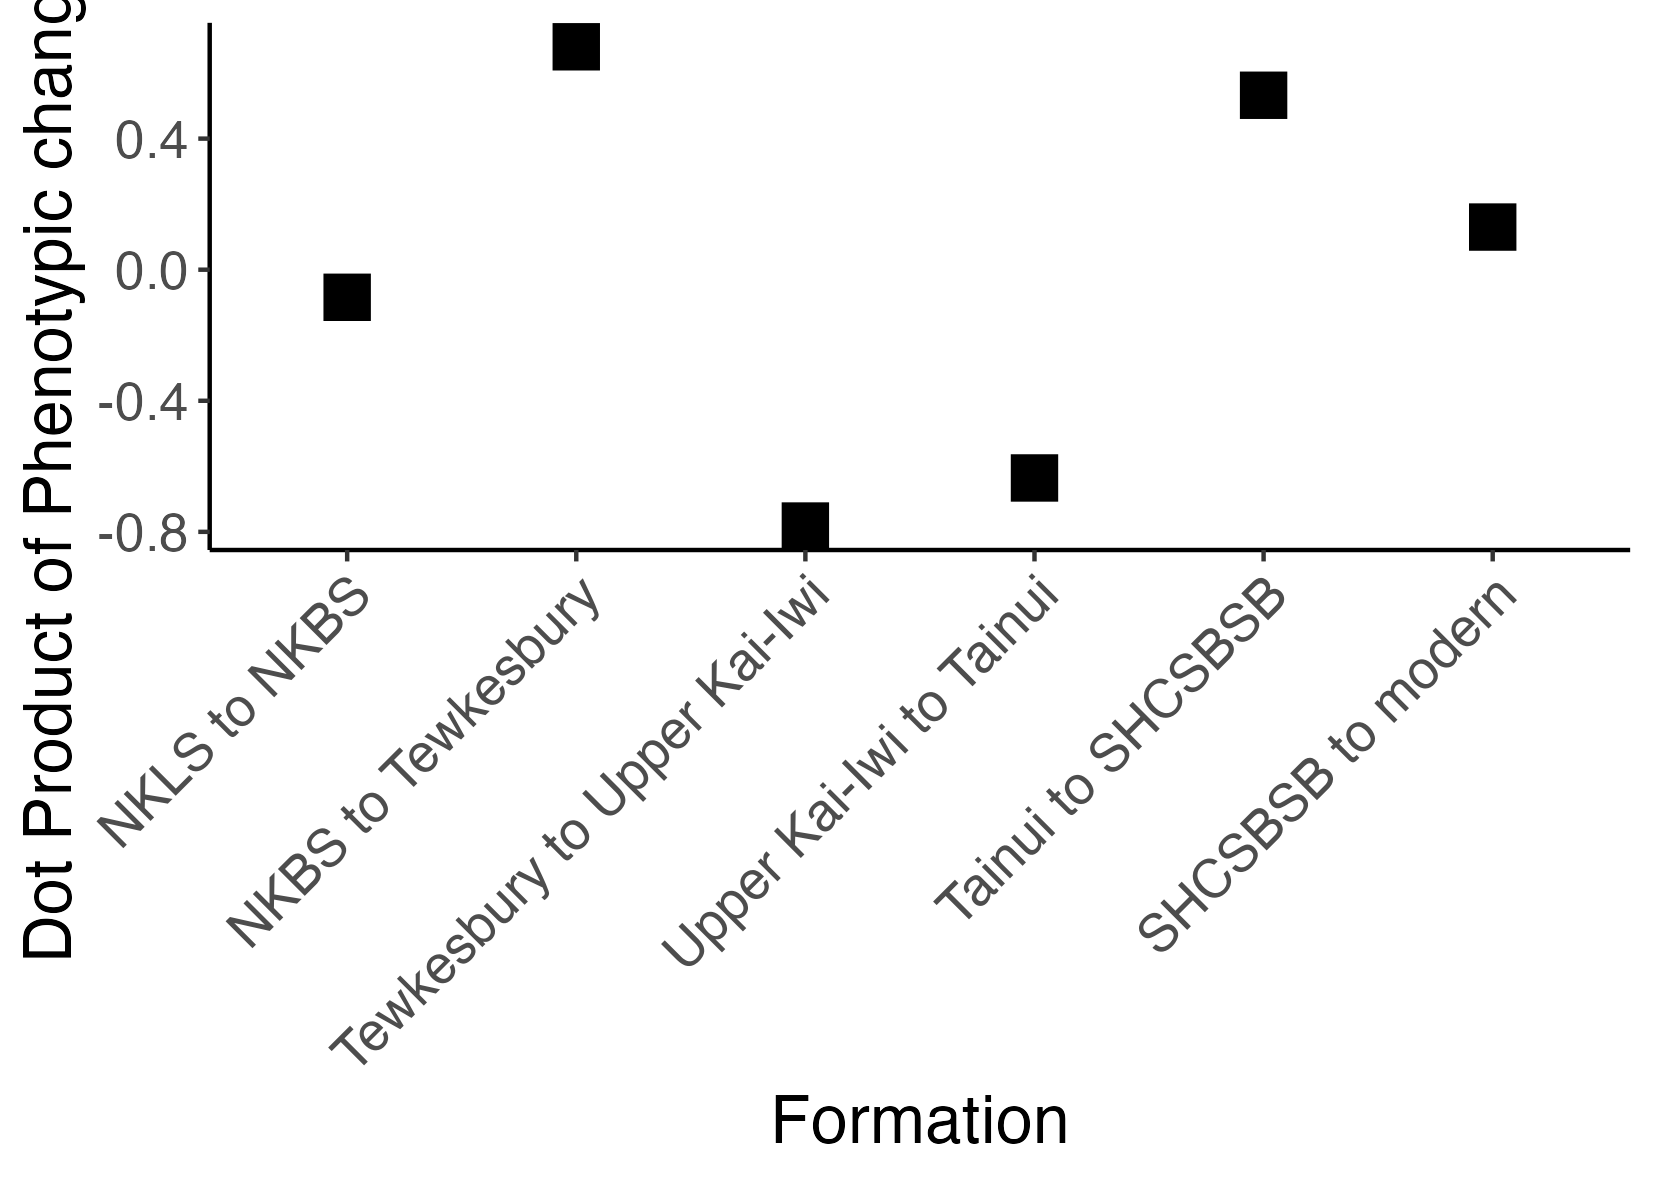 Dot Product of Phenotypic chang
0.4
0.0
-0.4
-0.8
NKLS to NKBS
NKBS to Tewkesbury
Tewkesbury to Upper Kai-Iwi
Upper Kai-Iwi to Tainui
Tainui to SHCSBSB
SHCSBSB to modern
Formation